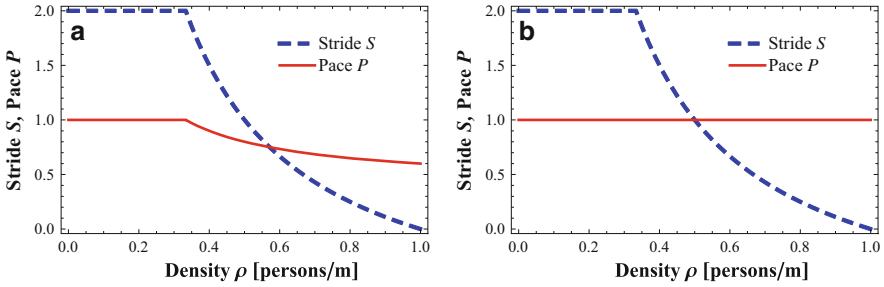 a
Stride S
Pace P
Stride S, Pace P
2.0
1.5
1.0
0.5
0.0
0.0 0.2 0.4 0.6 0.8 1.0
Density ρ [persons/m]
b
Stride S
Pace P
Stride S, Pace P
2.0
1.5
1.0
0.5
0.0
0.0 0.2 0.4 0.6 0.8 1.0
Density ρ [persons/m]